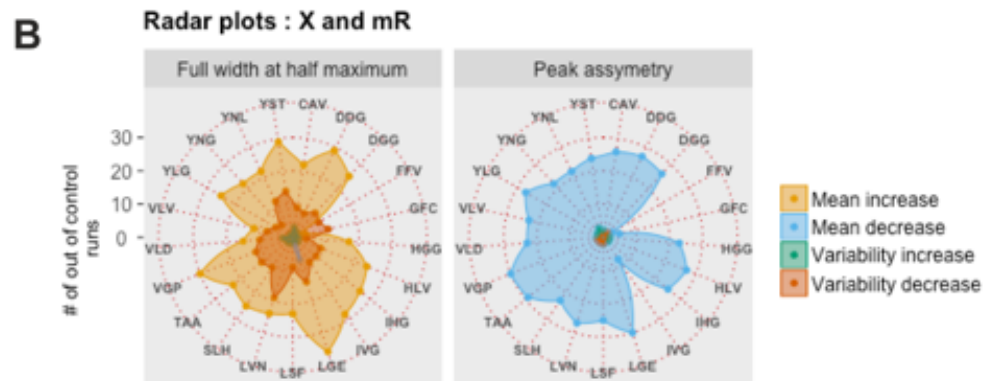 B
Radar plots : X and mR
Full width at half maximum
Peak assymetry
# of out of control
runs
30
20
10
0
YST
CAV
DDG
DGG
FFV
GFC
HGG
HLV
IHG
IVG
LGE
LSF
LVN
SLH
TAA
VGP
VLD
VLV
YLG
YNG
YNL
YST
CAV
DDG
DGG
FFV
GFC
HGG
HLV
IHG
IVG
LGE
LSF
LVN
SLH
TAA
VGP
VLD
VLV
YLG
YNG
YNL
Mean increase
Mean decrease
Variability increase
Variability decrease